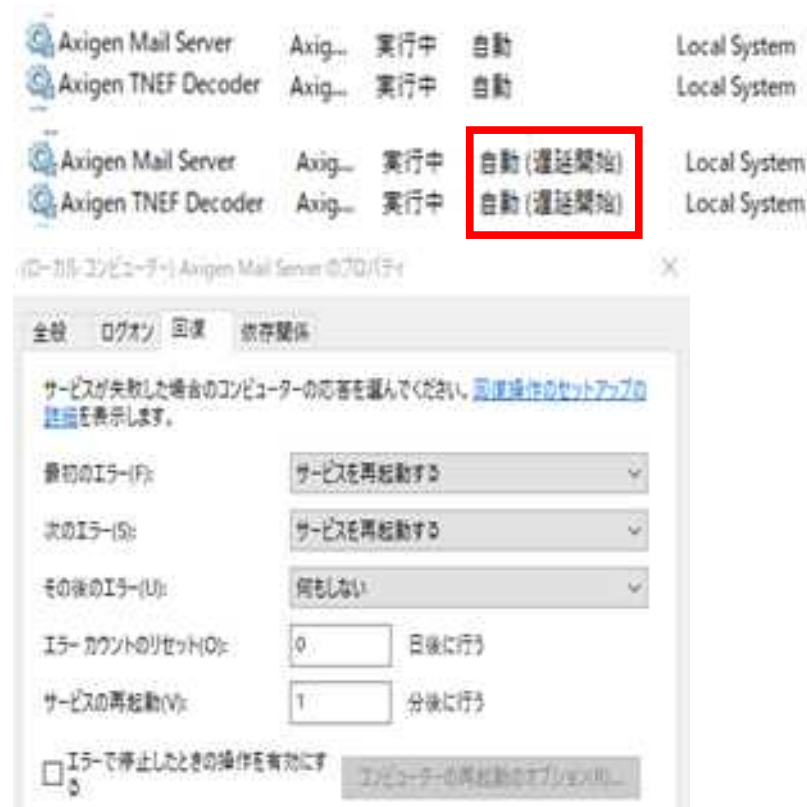 Axigen Mail Server Axig... 実行中 自動 Local System
Axigen TNEF Decoder Axig... 実行中 自動 Local System
Axigen Mail Server Axig... 実行中 自動 (遅延開始) Local System
Axigen TNEF Decoder Axig... 実行中 自動 (遅延開始) Local System
(ローカル コンピューター) Axigen Mail Server のプロパティ
全般 ログオン 回復 依存関係
サービスが失敗した場合のコンピューターの応答を選んでください。回復操作のセットアップの
詳細を表示します。
最初のエラー(F): サービスを再起動する
次のエラー(S): サービスを再起動する
その後のエラー(U): 何もしない
エラー カウントのリセット(O): 0 日後に行う
サービスの再起動(V): 1 分後に行う
エラーで停止したときの操作を有効にす
る
コンピューターの再起動のオプション(R)...